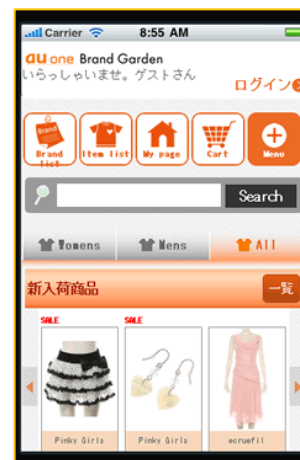 Carrier 8:55 AM
au one Brand Garden
いらっしゃいませ。ゲストさん
ログイン
Brand
Brand list
Item list
My page
Cart
Menu
Search
Womens
Mens
All
新入荷商品
一覧
SALE
SALE
Pinky Girls
Pinky Girls
ecruefil